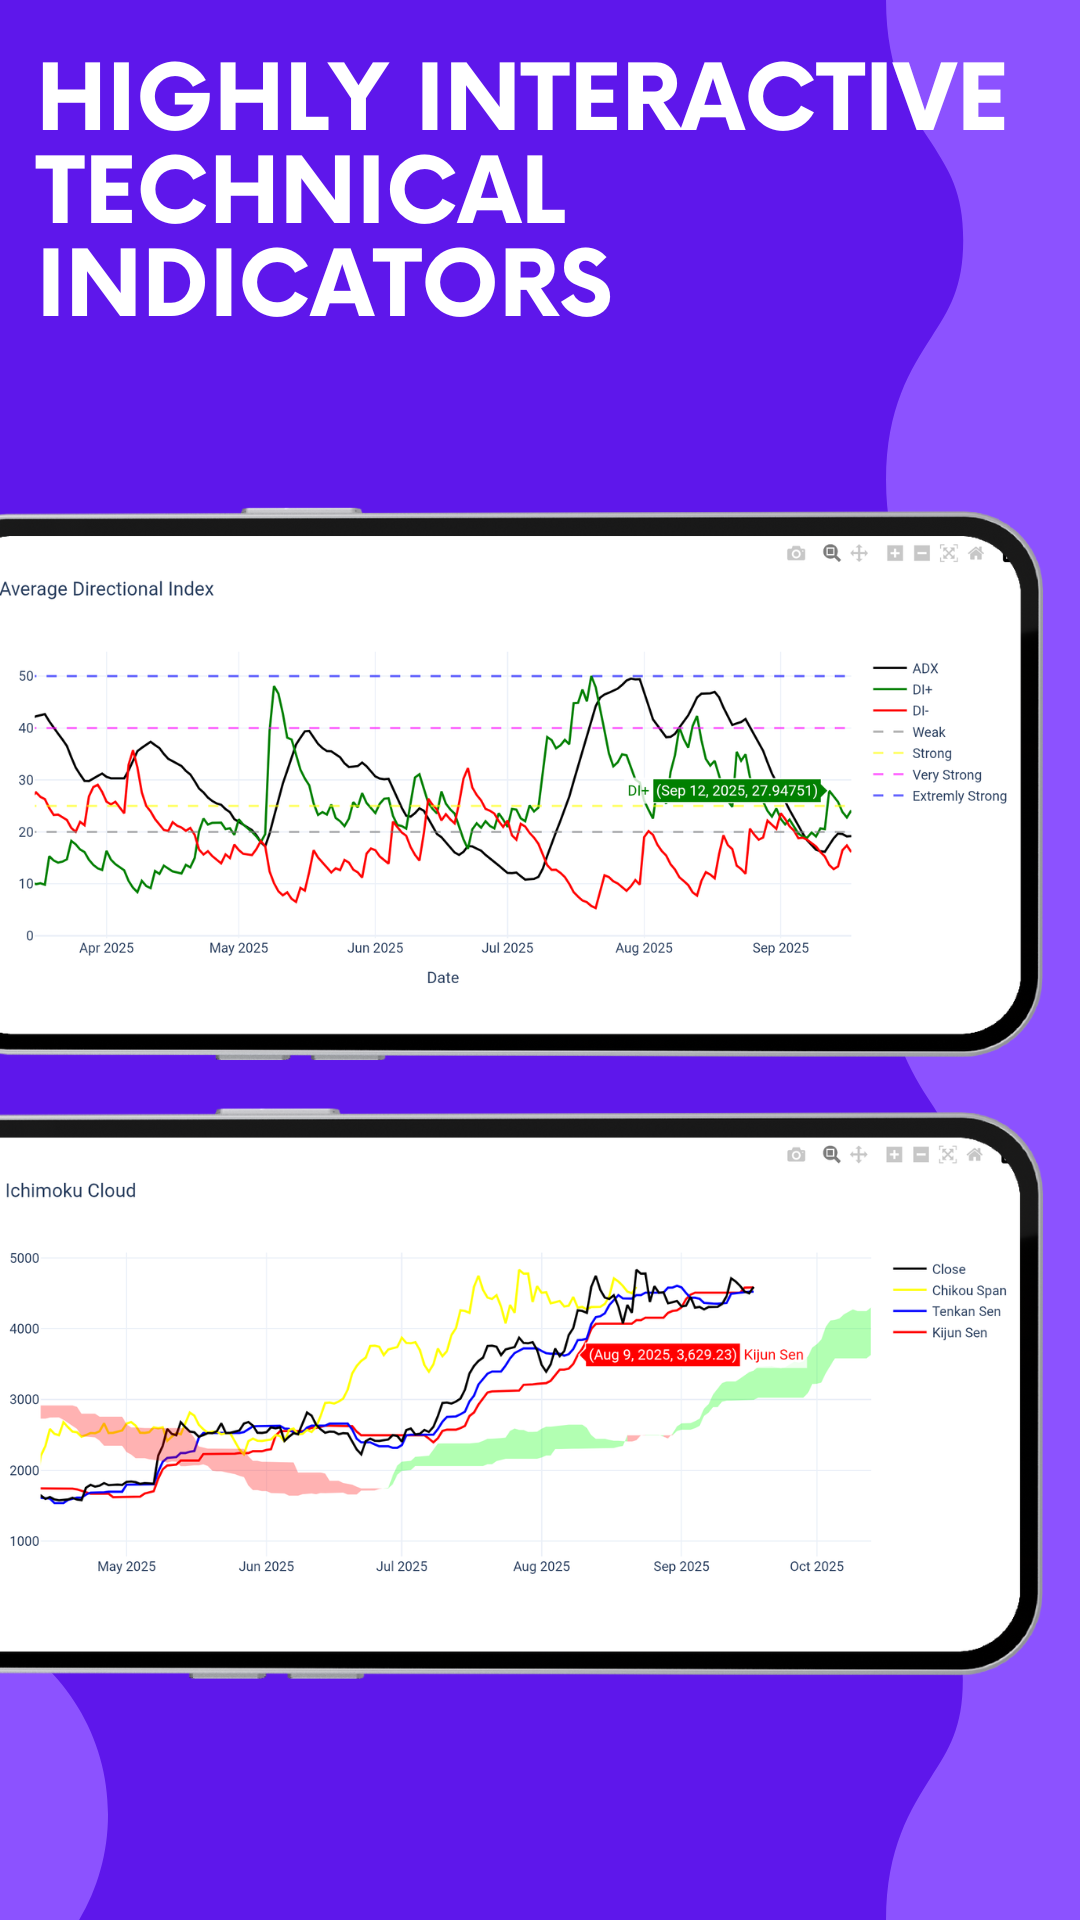 HIGHLY INTERACTIVE
TECHNICAL
INDICATORS
Average Directional Index
50
40
30
20
10
0
Apr 2025
May 2025
Jun 2025
Jul 2025
Aug 2025
Sep 2025
Date
DI+ (Sep 12, 2025, 27.94751)
ADX
DI+
DI-
Weak
Strong
Very Strong
Extremly Strong
Ichimoku Cloud
5000
4000
3000
2000
1000
May 2025
Jun 2025
Jul 2025
Aug 2025
Sep 2025
Oct 2025
(Aug 9, 2025, 3,629.23) Kijun Sen
Close
Chikou Span
Tenkan Sen
Kijun Sen